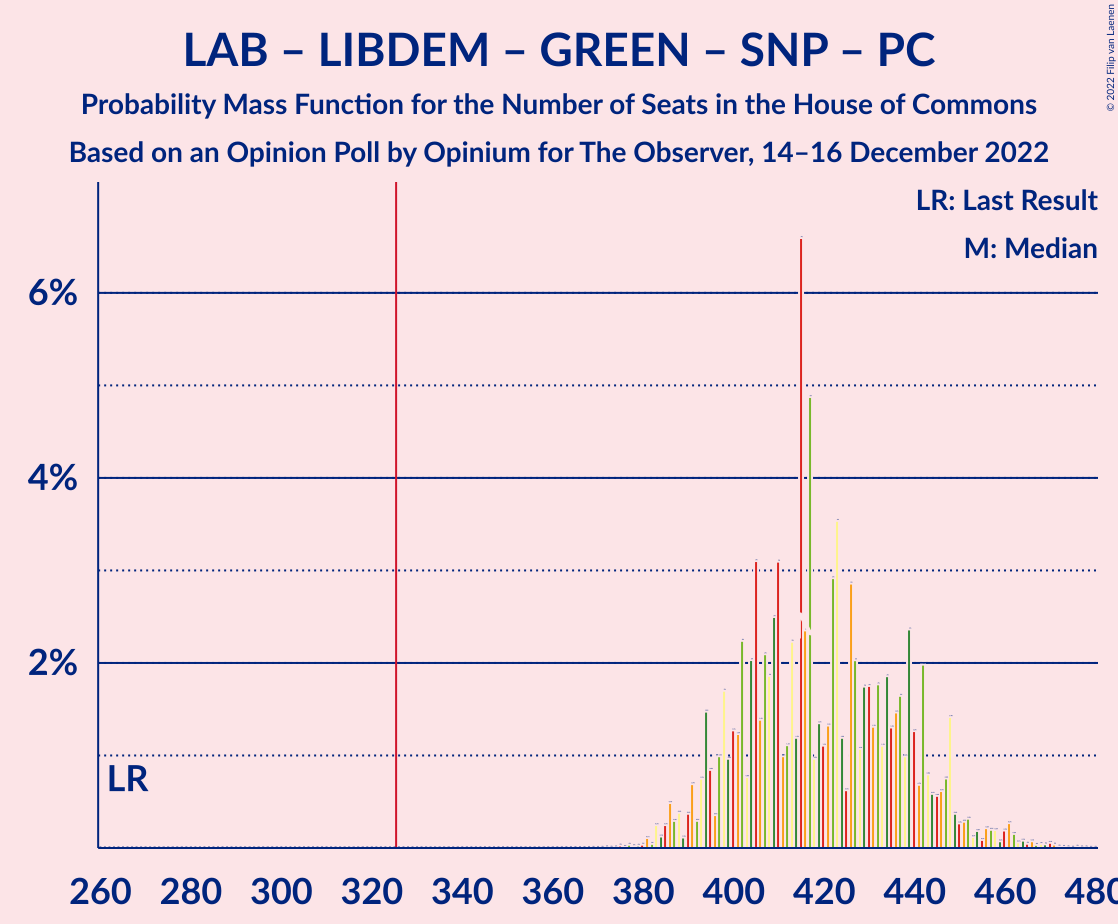 LAB – LIBDEM – GREEN – SNP – PC
Probability Mass Function for the Number of Seats in the House of Commons
Based on an Opinion Poll by Opinium for The Observer, 14–16 December 2022
© 2022 Filip van Laenen
LR: Last Result
M: Median
6%
4%
2%
LR
260 280 300 320 340 360 380 400 420 440 460 480